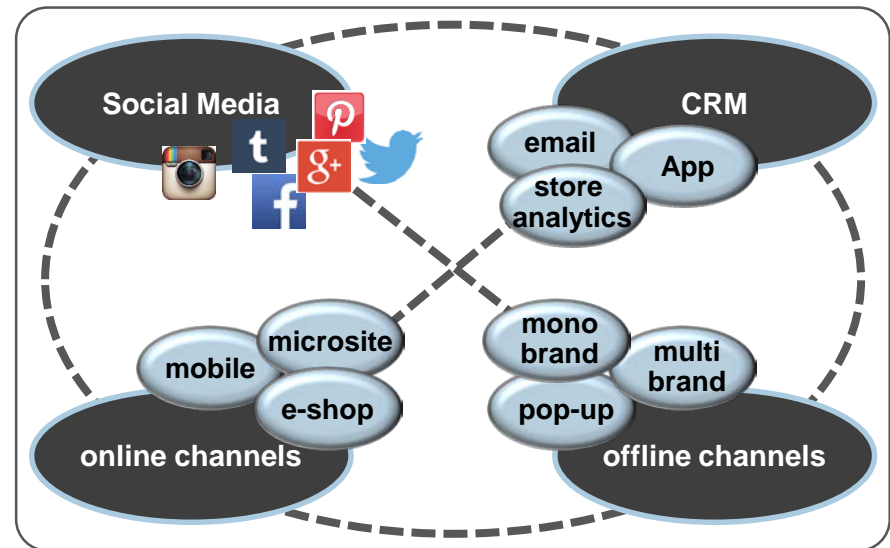 Social Media
t
g+
f
CRM
email
App
store
analytics
microsite
mobile
e-shop
online channels
mono
brand
multi
brand
pop-up
offline channels